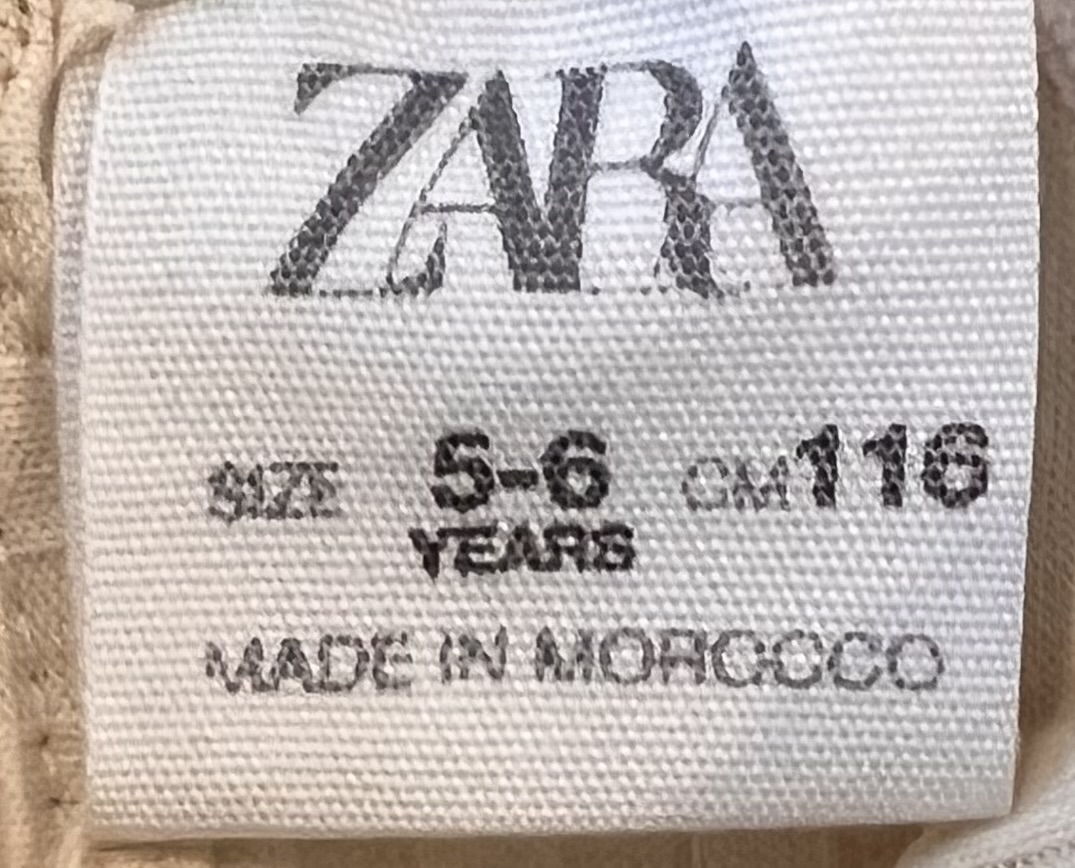 ZARA
SIZE 5-6 CM 116
YEARS
MADE IN MOROCCO